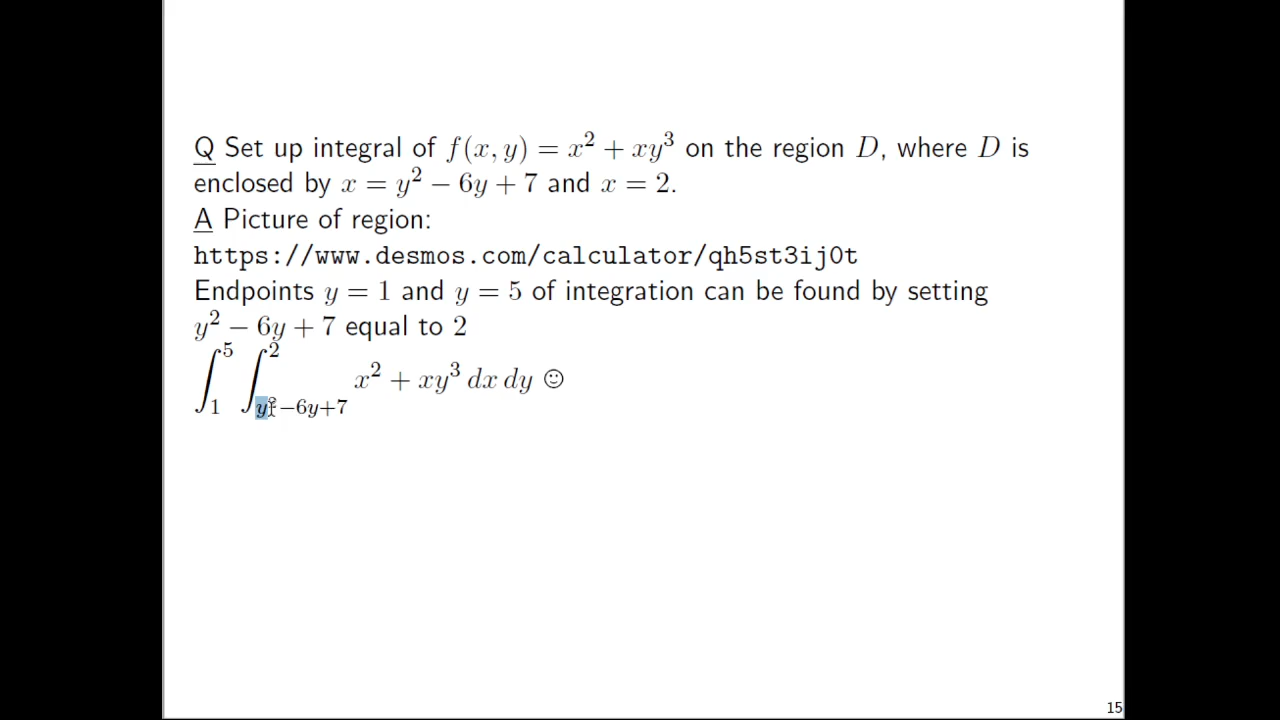 Q Set up integral of f(x, y) = x² + xy³ on the region D, where D is
enclosed by x = y² − 6y + 7 and x = 2.
A Picture of region:
https://www.desmos.com/calculator/qh5st3ij0t
Endpoints y = 1 and y = 5 of integration can be found by setting
y² − 6y + 7 equal to 2
∫₁⁵ ∫_{y²−6y+7}^{2} x² + xy³ dx dy ☺
15